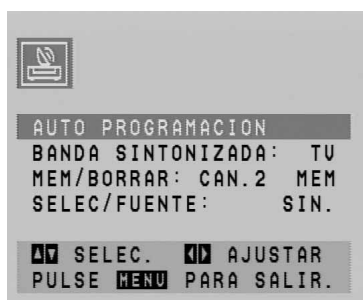 AUTO PROGRAMACION
BANDA SINTONIZADA: TV
MEM/BORRAR: CAN.2 MEM
SELEC/FUENTE: SIN.
▲▼ SELEC. ◀▶ AJUSTAR
PULSE MENU PARA SALIR.